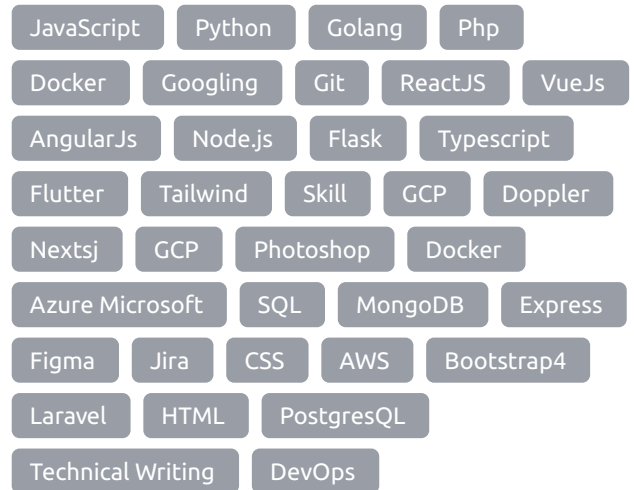 JavaScript Python Golang Php
Docker Googling Git ReactJS VueJs
AngularJs Node.js Flask Typescript
Flutter Tailwind Skill GCP Doppler
Nextsj GCP Photoshop Docker
Azure Microsoft SQL MongoDB Express
Figma Jira CSS AWS Bootstrap4
Laravel HTML PostgresQL
Technical Writing DevOps